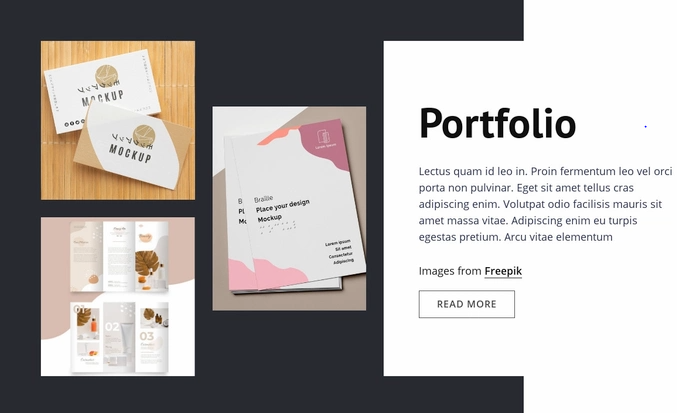 MOCKUP
MOCKUP
Braille
Place your design
Mockup
Lorem ipsum
Sit amet
Consectetur
Adipiscing
01
02
03
Portfolio
Lectus quam id leo in. Proin fermentum leo vel orci
porta non pulvinar. Eget sit amet tellus cras
adipiscing enim. Volutpat odio facilisis mauris sit
amet massa vitae. Adipiscing enim eu turpis
egestas pretium. Arcu vitae elementum
Images from Freepik
READ MORE